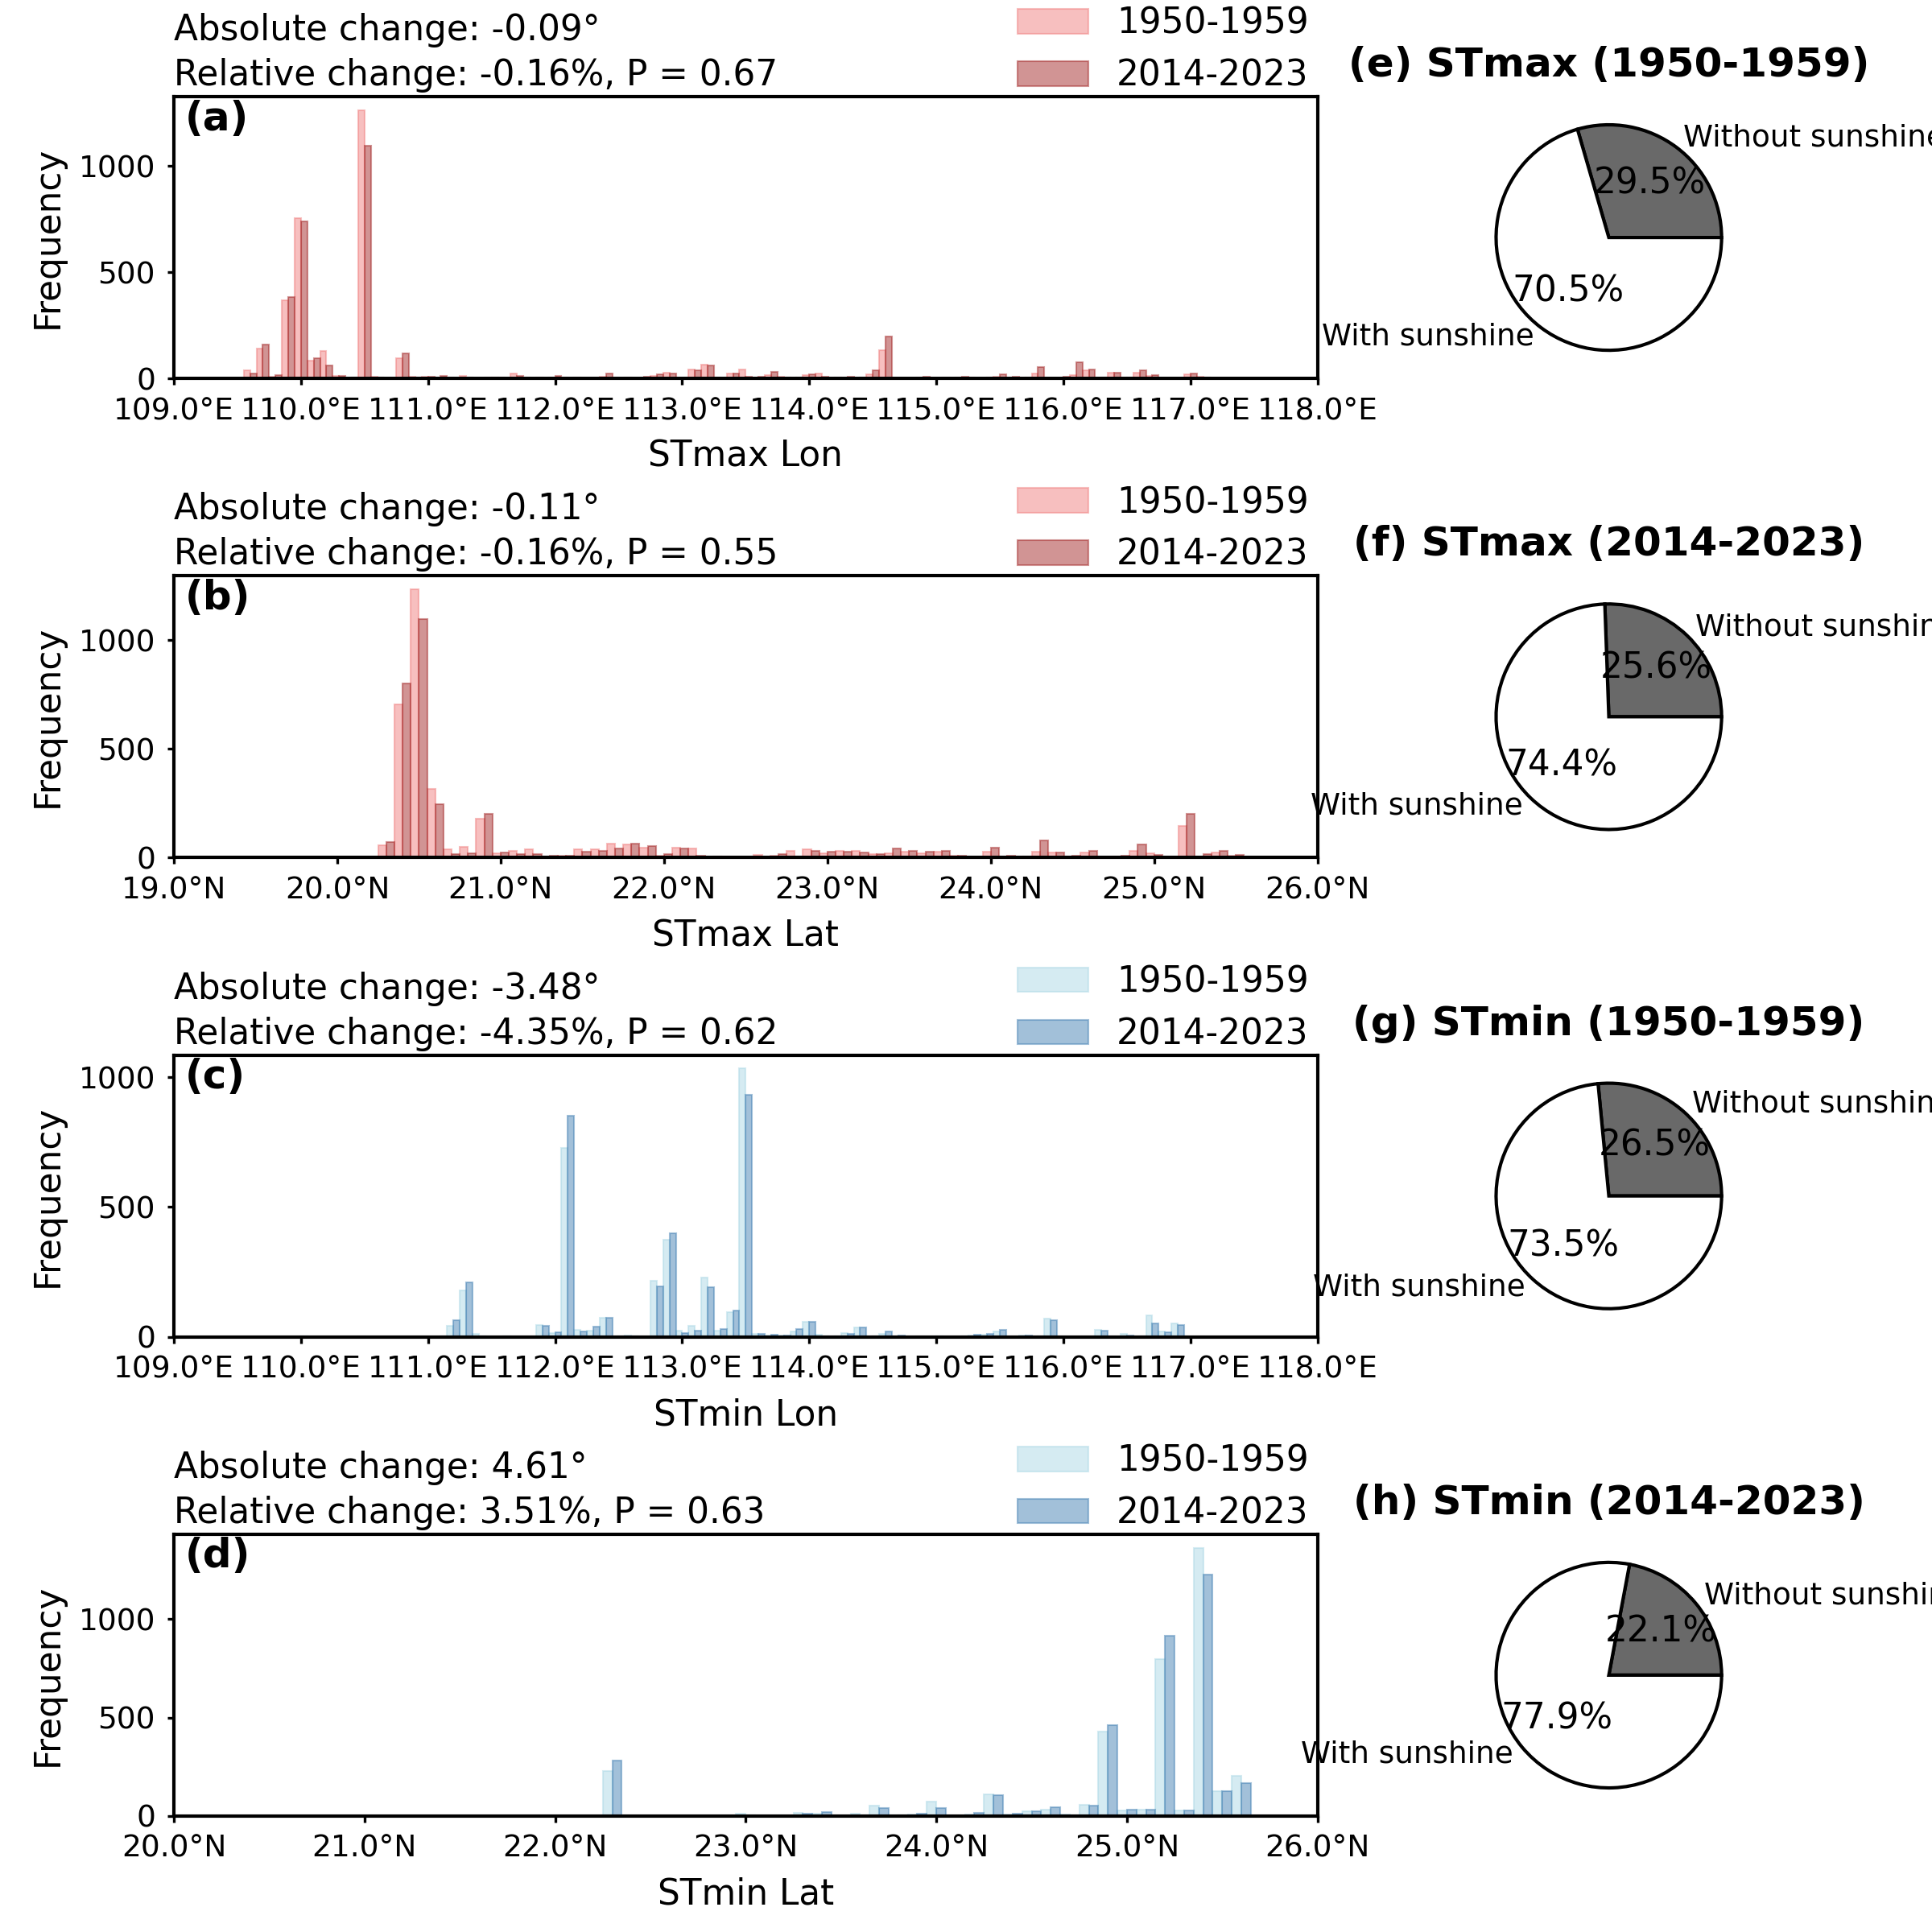 Absolute change: -0.09°
Relative change: -0.16%, P = 0.67
1950-1959
2014-2023
(a)
Frequency
1000
500
0
109.0°E 110.0°E 111.0°E 112.0°E 113.0°E 114.0°E 115.0°E 116.0°E 117.0°E 118.0°E
STmax Lon
(e) STmax (1950-1959)
Without sunshine
29.5%
70.5%
With sunshine
Absolute change: -0.11°
Relative change: -0.16%, P = 0.55
1950-1959
2014-2023
(b)
Frequency
1000
500
0
19.0°N 20.0°N 21.0°N 22.0°N 23.0°N 24.0°N 25.0°N 26.0°N
STmax Lat
(f) STmax (2014-2023)
Without sunshin
25.6%
74.4%
With sunshine
Absolute change: -3.48°
Relative change: -4.35%, P = 0.62
1950-1959
2014-2023
(c)
Frequency
1000
500
0
109.0°E 110.0°E 111.0°E 112.0°E 113.0°E 114.0°E 115.0°E 116.0°E 117.0°E 118.0°E
STmin Lon
(g) STmin (1950-1959)
Without sunshin
26.5%
73.5%
With sunshine
Absolute change: 4.61°
Relative change: 3.51%, P = 0.63
1950-1959
2014-2023
(d)
Frequency
1000
500
0
20.0°N 21.0°N 22.0°N 23.0°N 24.0°N 25.0°N 26.0°N
STmin Lat
(h) STmin (2014-2023)
Without sunshi
22.1%
77.9%
With sunshine